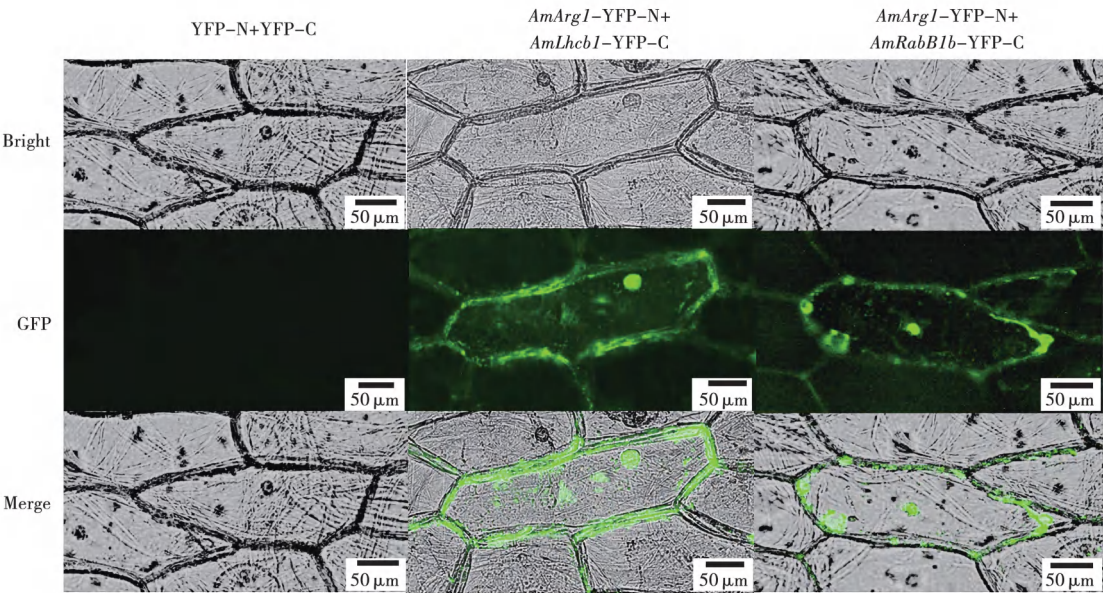 YFP-N+YFP-C
AmArg1-YFP-N+
AmLhcb1-YFP-C
AmArg1-YFP-N+
AmRabB1b-YFP-C
Bright
50 μm
50 μm
50 μm
GFP
50 μm
50 μm
50 μm
Merge
50 μm
50 μm
50 μm